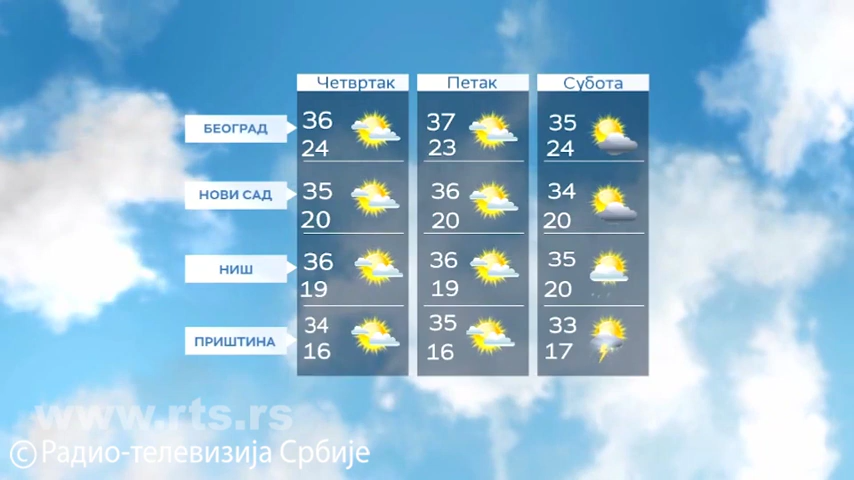 Четвртак Петак Субота
БЕОГРАД 36 24 37 23 35 24
НОВИ САД 35 20 36 20 34 20
НИШ 36 19 36 19 35 20
ПРИШТИНА 34 16 35 16 33 17
www.rts.rs
©Радио-телевизија Србије